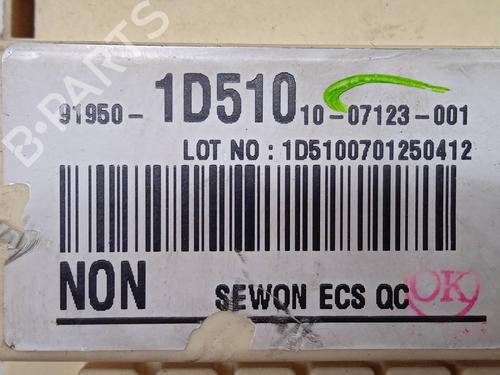 91950- 1D510 10-07123-001
LOT NO : 1D5100701250412
NON SEWON ECS QC OK
B-PARTS